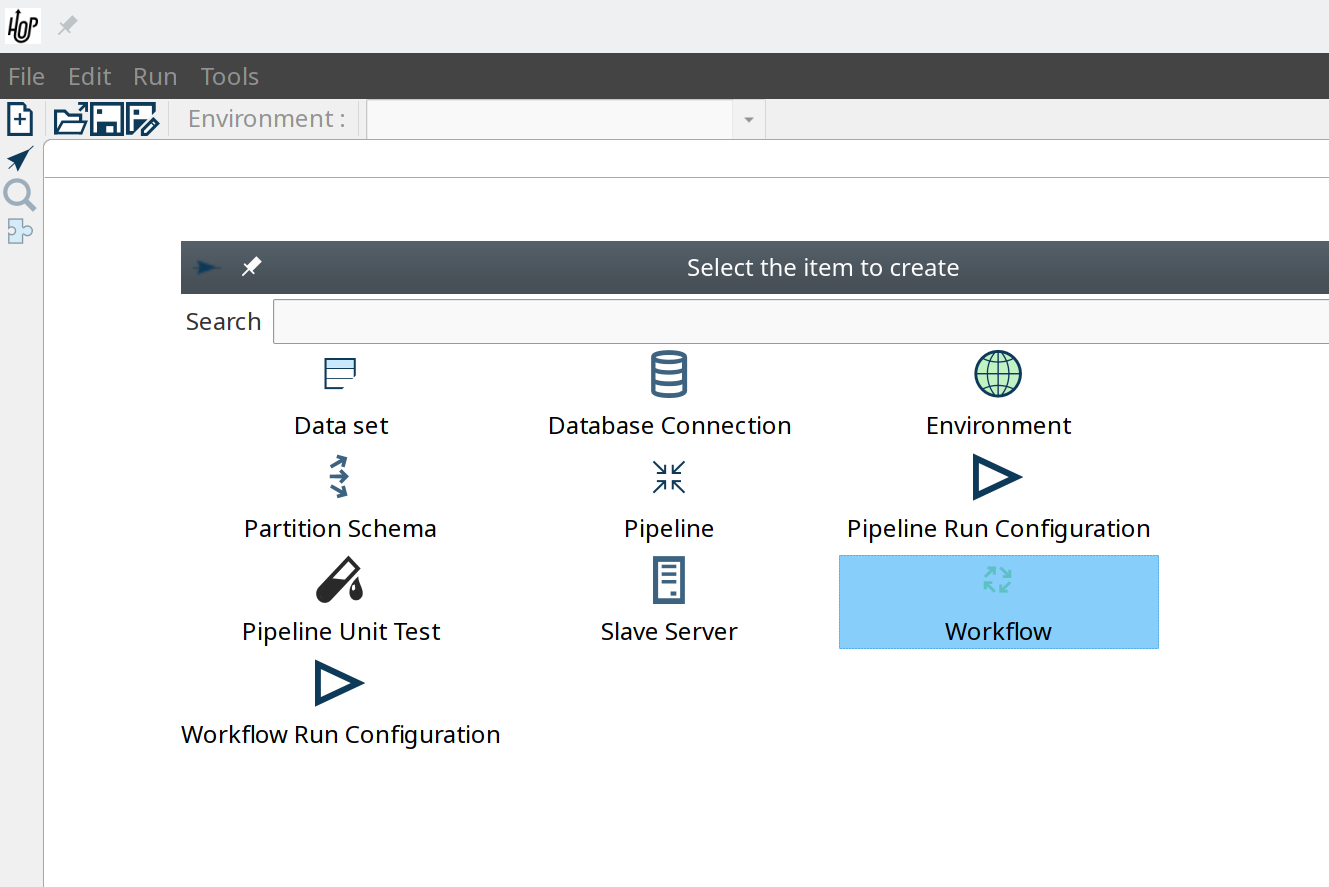 HOP
File Edit Run Tools
Environment :
Select the item to create
Search
Data set Database Connection Environment
Partition Schema Pipeline Pipeline Run Configuration
Pipeline Unit Test Slave Server Workflow
Workflow Run Configuration